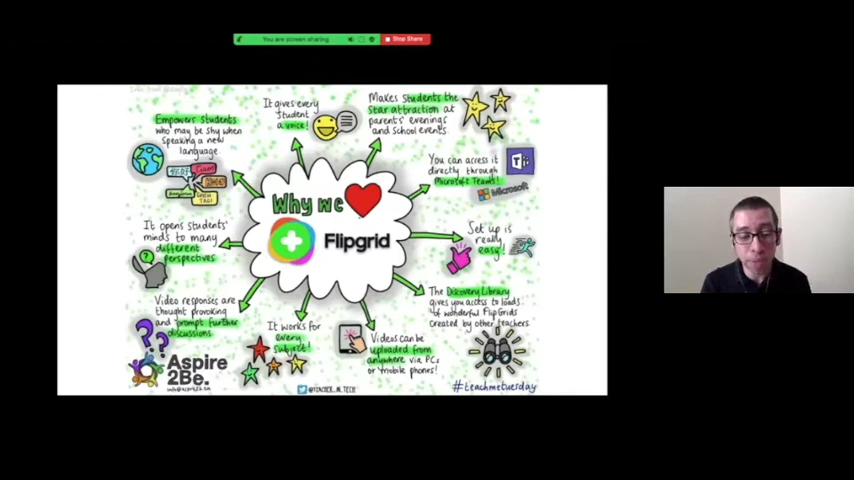 You are screen sharing
Stop Share
Empowers students
who may be shy when
speaking a new
language.
It gives every
student
a voice!
Makes students the
star attraction at
parent's evenings
and school events
You can access it
directly through
Microsoft Teams!
Microsoft
Why we
Flipgrid
It opens students'
minds to many
different
perspectives
Set up is
really
easy!
The Discovery Library
gives you access to loads
of wonderful FlipGrids
created by other teachers.
Video responses are
thought provoking
and prompt further
discussions
It works for
every
subject!
Videos can be
uploaded from
anywhere via PCs
or mobile phones!
Aspire
2Be.
@TEACHER_IN_TECH
#teachmetuesday